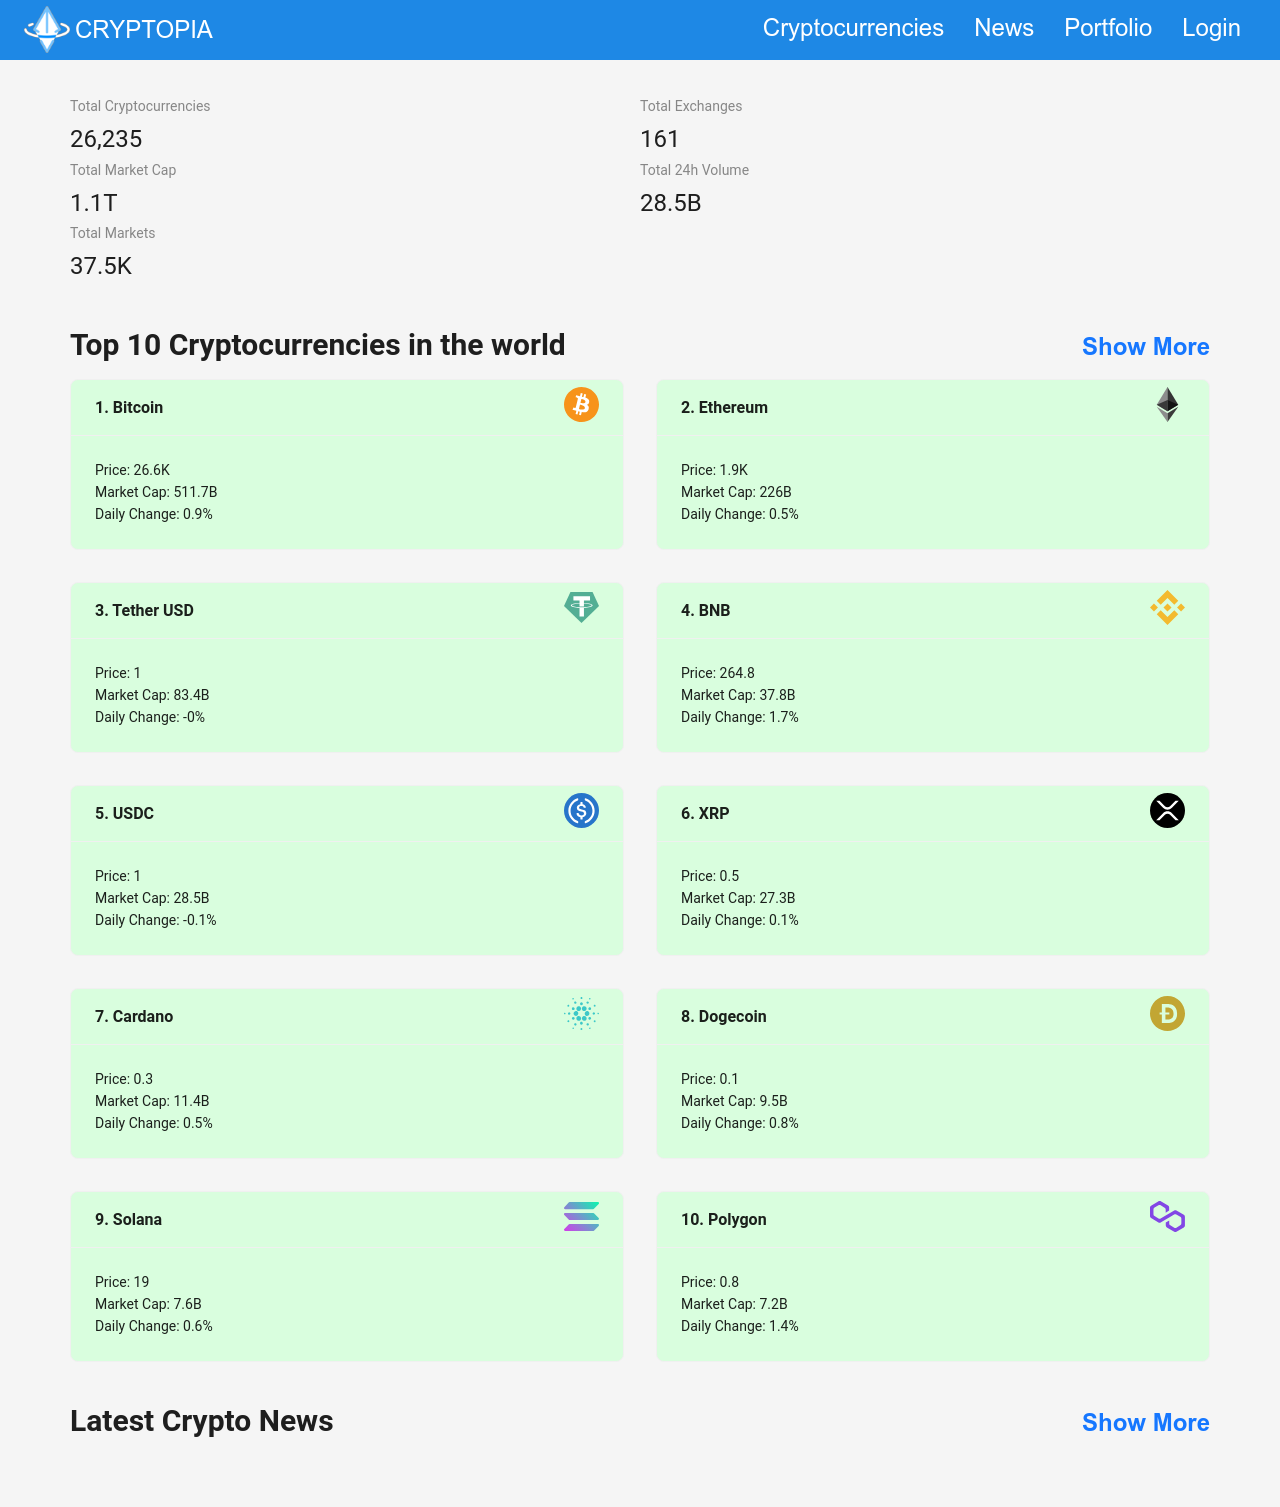 CRYPTOPIA
Cryptocurrencies News Portfolio Login
Total Cryptocurrencies
26,235
Total Exchanges
161
Total Market Cap
1.1T
Total 24h Volume
28.5B
Total Markets
37.5K
Top 10 Cryptocurrencies in the world
Show More
1. Bitcoin
Price: 26.6K
Market Cap: 511.7B
Daily Change: 0.9%
2. Ethereum
Price: 1.9K
Market Cap: 226B
Daily Change: 0.5%
3. Tether USD
Price: 1
Market Cap: 83.4B
Daily Change: -0%
4. BNB
Price: 264.8
Market Cap: 37.8B
Daily Change: 1.7%
5. USDC
Price: 1
Market Cap: 28.5B
Daily Change: -0.1%
6. XRP
Price: 0.5
Market Cap: 27.3B
Daily Change: 0.1%
7. Cardano
Price: 0.3
Market Cap: 11.4B
Daily Change: 0.5%
8. Dogecoin
Price: 0.1
Market Cap: 9.5B
Daily Change: 0.8%
9. Solana
Price: 19
Market Cap: 7.6B
Daily Change: 0.6%
10. Polygon
Price: 0.8
Market Cap: 7.2B
Daily Change: 1.4%
Latest Crypto News
Show More